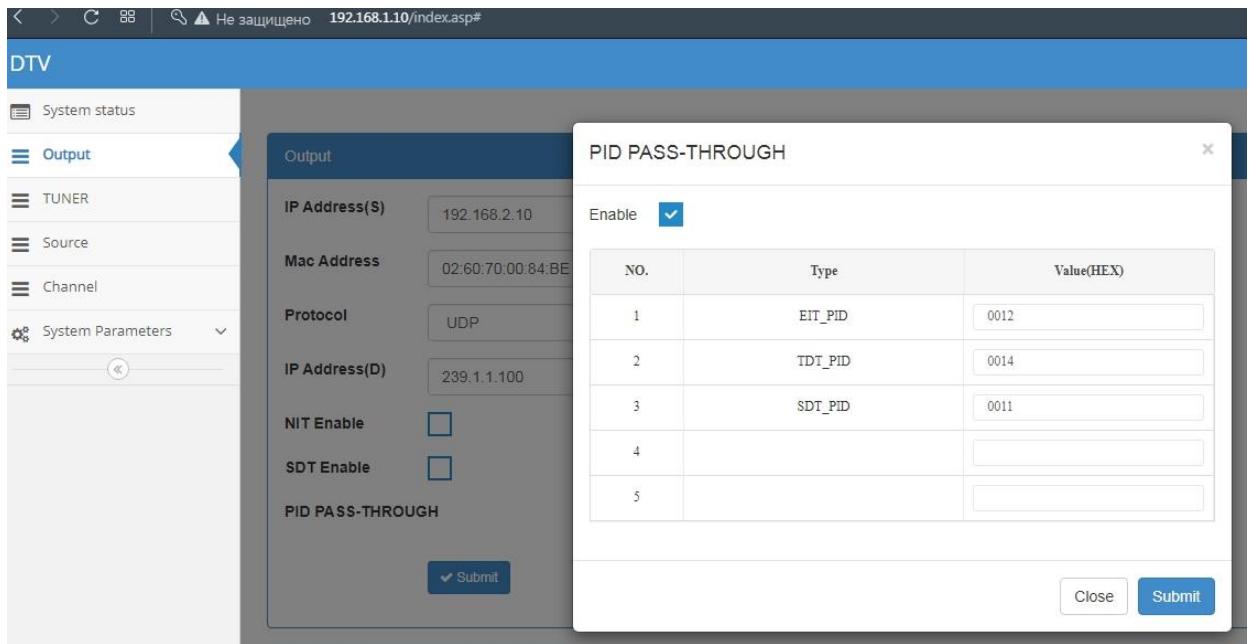 Не защищено 192.168.1.10/index.asp#
DTV
System status
Output
TUNER
Source
Channel
System Parameters
Output
IP Address(S) 192.168.2.10
Mac Address 02:60:70:00:84:BE
Protocol UDP
IP Address(D) 239.1.1.100
NIT Enable
SDT Enable
PID PASS-THROUGH
Submit
PID PASS-THROUGH
Enable
NO. Type Value(HEX)
1 EIT_PID 0012
2 TDT_PID 0014
3 SDT_PID 0011
4
5
Close Submit